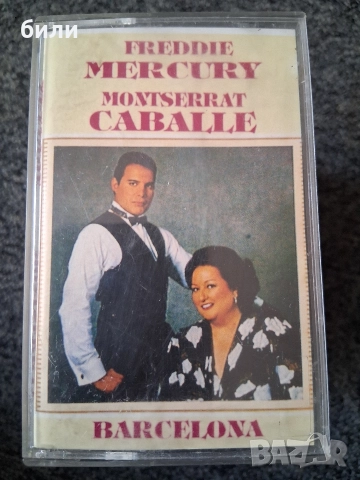 били
FREDDIE
MERCURY
MONTSERRAT
CABALLE
BARCELONA
BAZAR